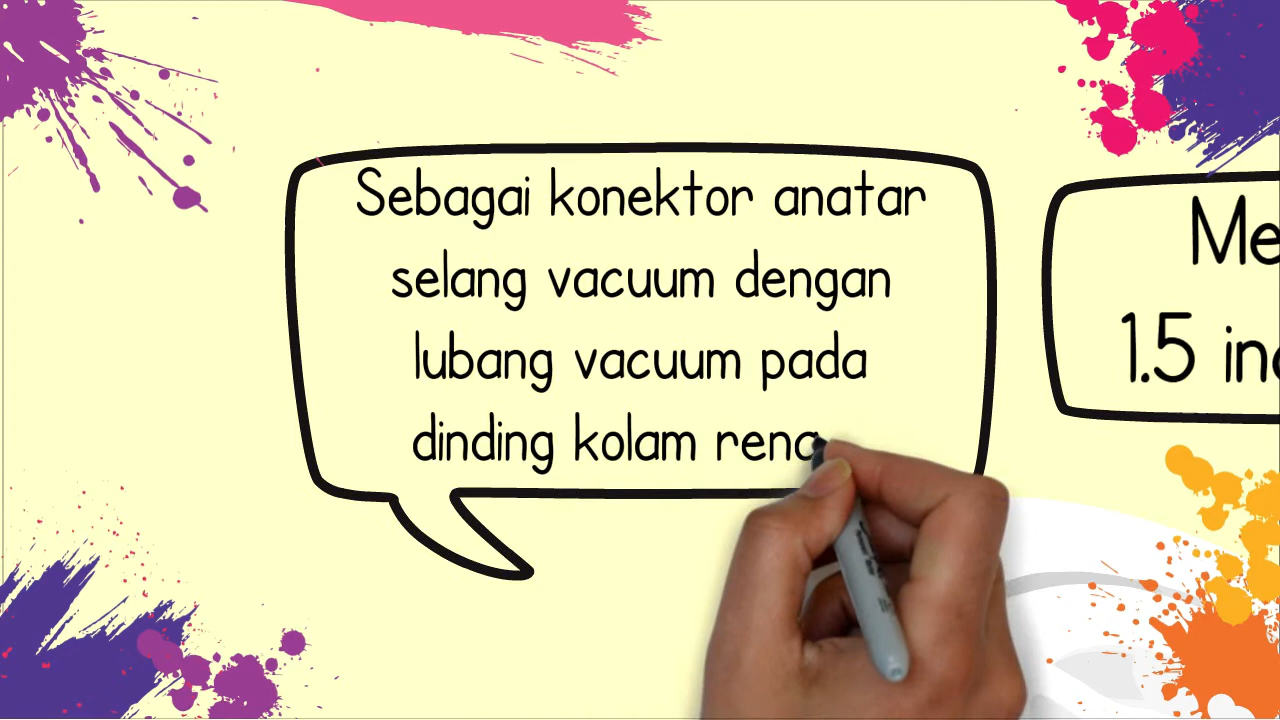 Sebagai konektor anatar
selang vacuum dengan
lubang vacuum pada
dinding kolam
1.5